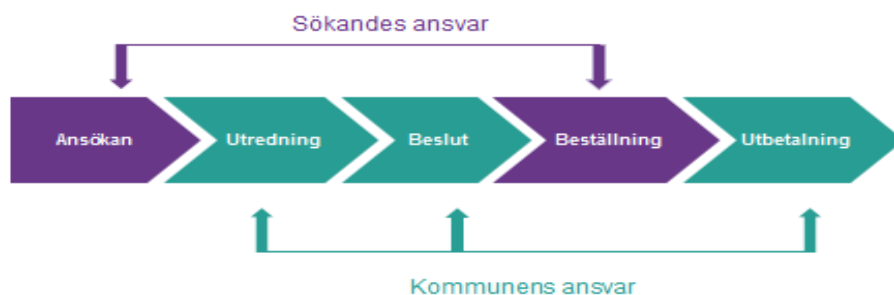 Sökandes ansvar
Ansökan
Utredning
Beslut
Beställning
Utbetalning
Kommunens ansvar